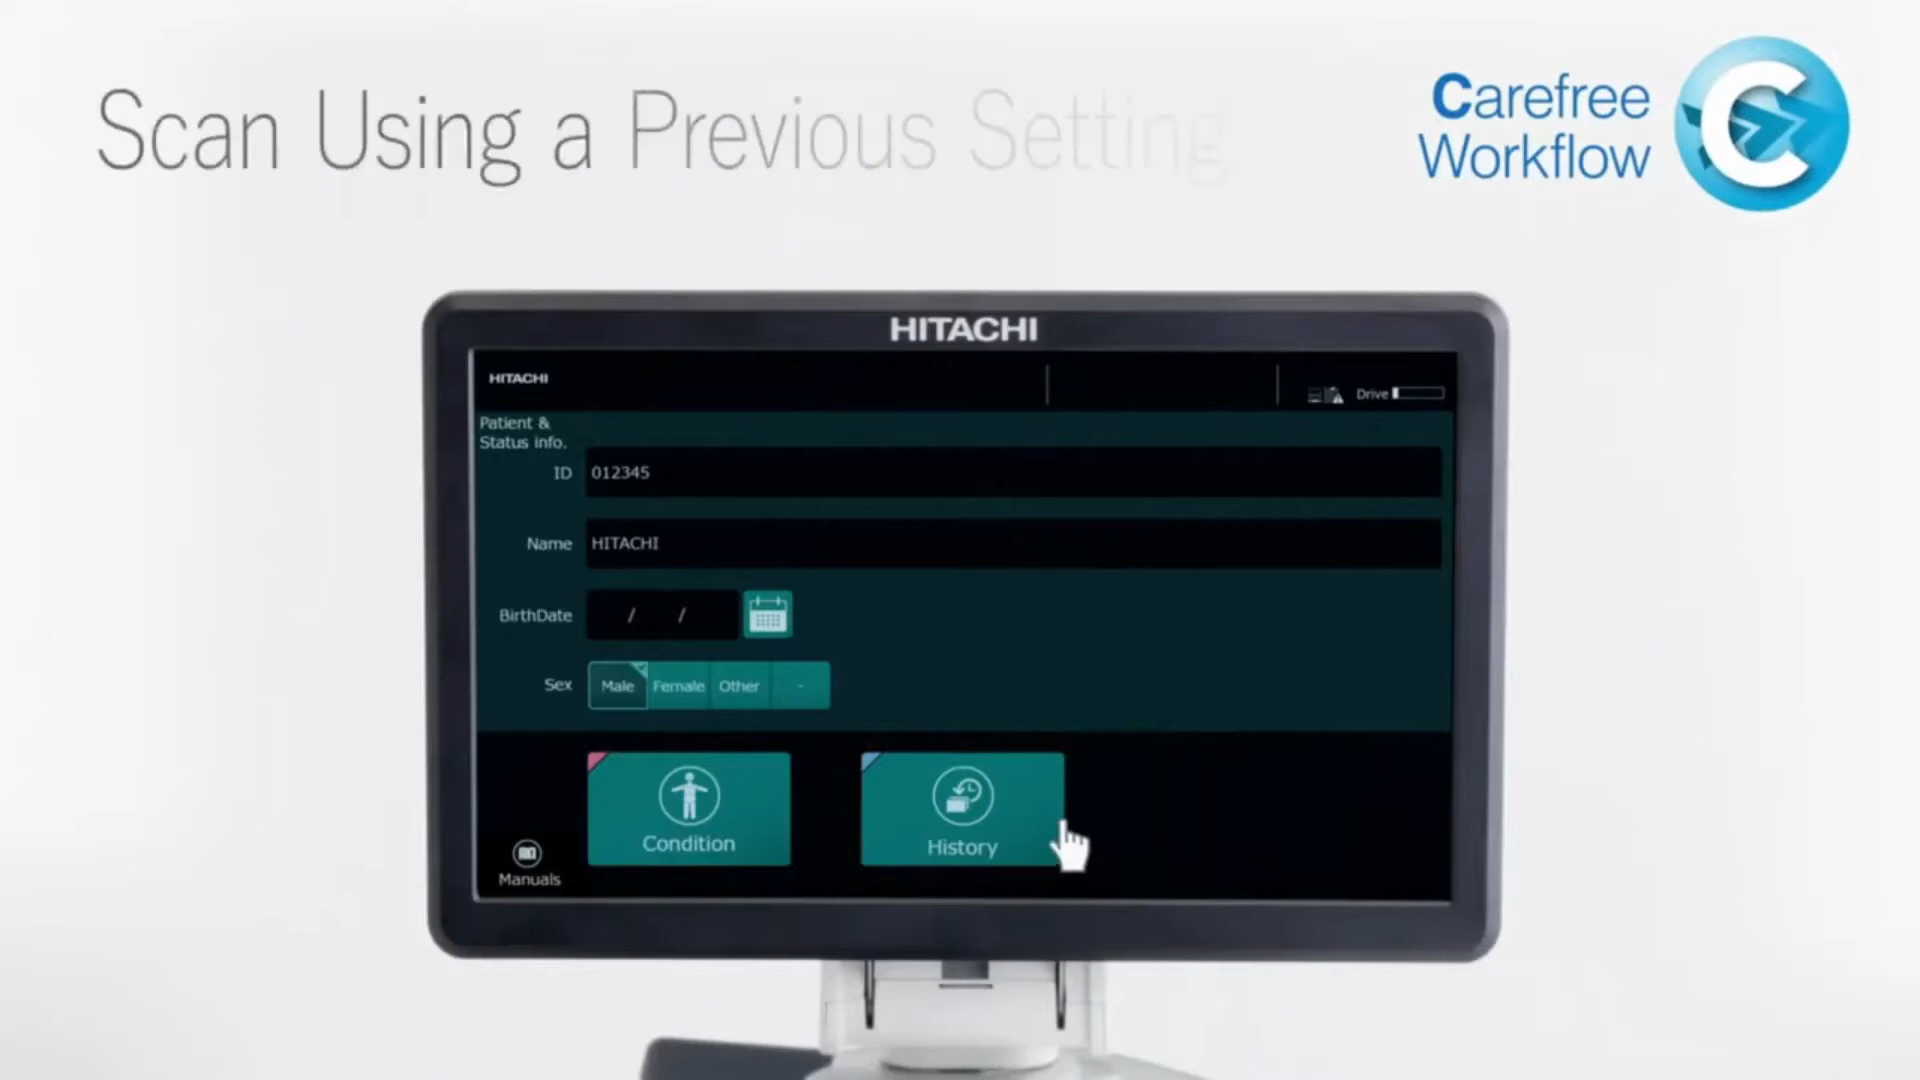 Scan Using a Previous Setting
Carefree
Workflow
C
HITACHI
HITACHI
Drive
Patient &
Status info.
ID 012345
Name HITACHI
BirthDate / /
Sex Male Female Other -
Condition
History
Manuals